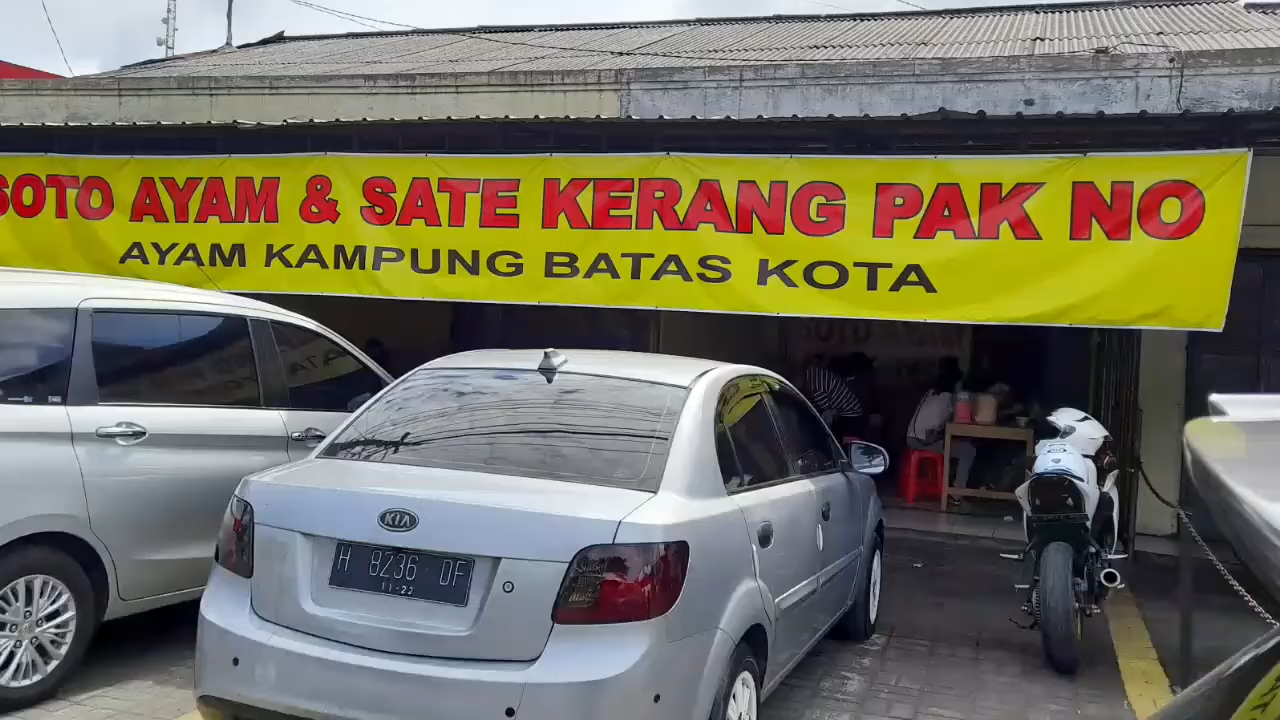 SOTO AYAM & SATE KERANG PAK NO
AYAM KAMPUNG BATAS KOTA
KIA
H 8236 DF
11-22